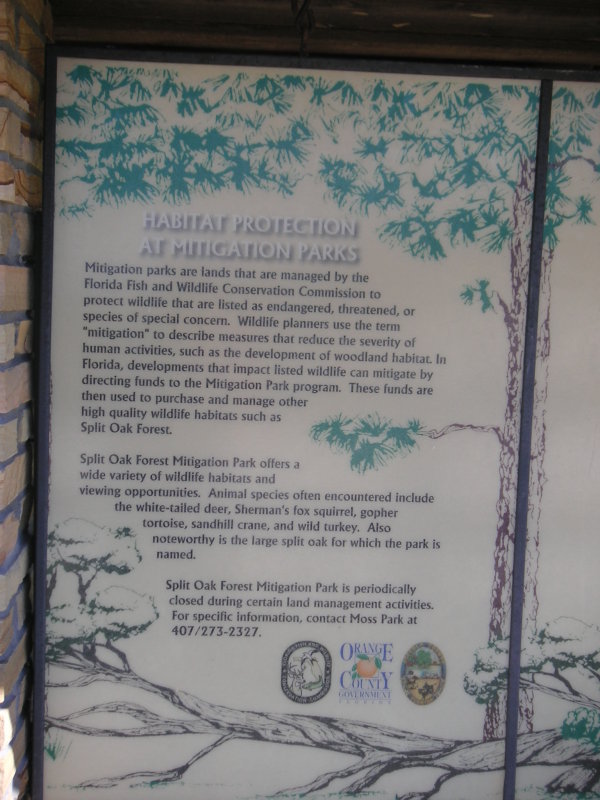 HABITAT PROTECTION
AT MITIGATION PARKS
Mitigation parks are lands that are managed by the
Florida Fish and Wildlife Conservation Commission to
protect wildlife that are listed as endangered, threatened, or
species of special concern. Wildlife planners use the term
"mitigation" to describe measures that reduce the severity of
human activities, such as the development of woodland habitat. In
Florida, developments that impact listed wildlife can mitigate by
directing funds to the Mitigation Park program. These funds are
then used to purchase and manage other
high quality wildlife habitats such as
Split Oak Forest.
Split Oak Forest Mitigation Park offers a
wide variety of wildlife habitats and
viewing opportunities. Animal species often encountered include
the white-tailed deer, Sherman's fox squirrel, gopher
tortoise, sandhill crane, and wild turkey. Also
noteworthy is the large split oak for which the park is
named.
Split Oak Forest Mitigation Park is periodically
closed during certain land management activities.
For specific information, contact Moss Park at
407/273-2327.
ORANGE
COUNTY
GOVERNMENT
FLORIDA